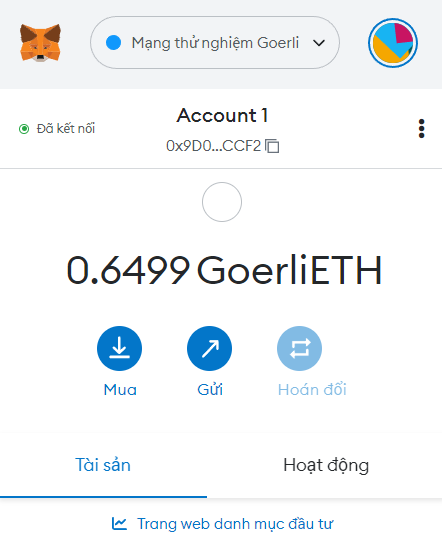 Mạng thử nghiệm Goerli
Đã kết nối
Account 1
0x9D0...CCF2
0.6499 GoerliETH
Mua
Gửi
Hoán đổi
Tài sản
Hoạt động
Trang web danh mục đầu tư